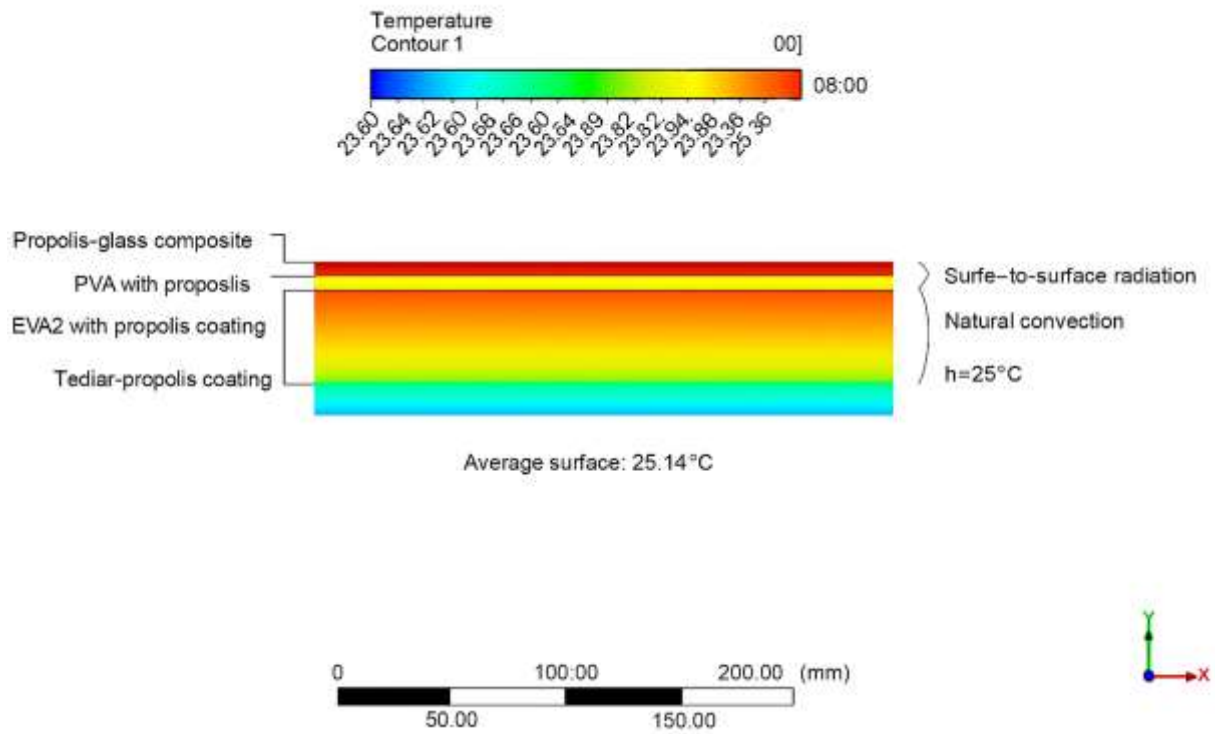 Temperature
Contour 1
00]
08:00
23.60
23.64
23.62
23.60
23.68
23.66
23.60
23.64
23.89
23.82
23.32.
23.94.
23.86
23.36
25 36
Propolis-glass composite
PVA with proposlis
EVA2 with propolis coating
Tediar-propolis coating
Surfe-to-surface radiation
Natural convection
h=25°C
Average surface: 25.14°C
0
100:00
200.00
(mm)
50.00
150.00
Y
X